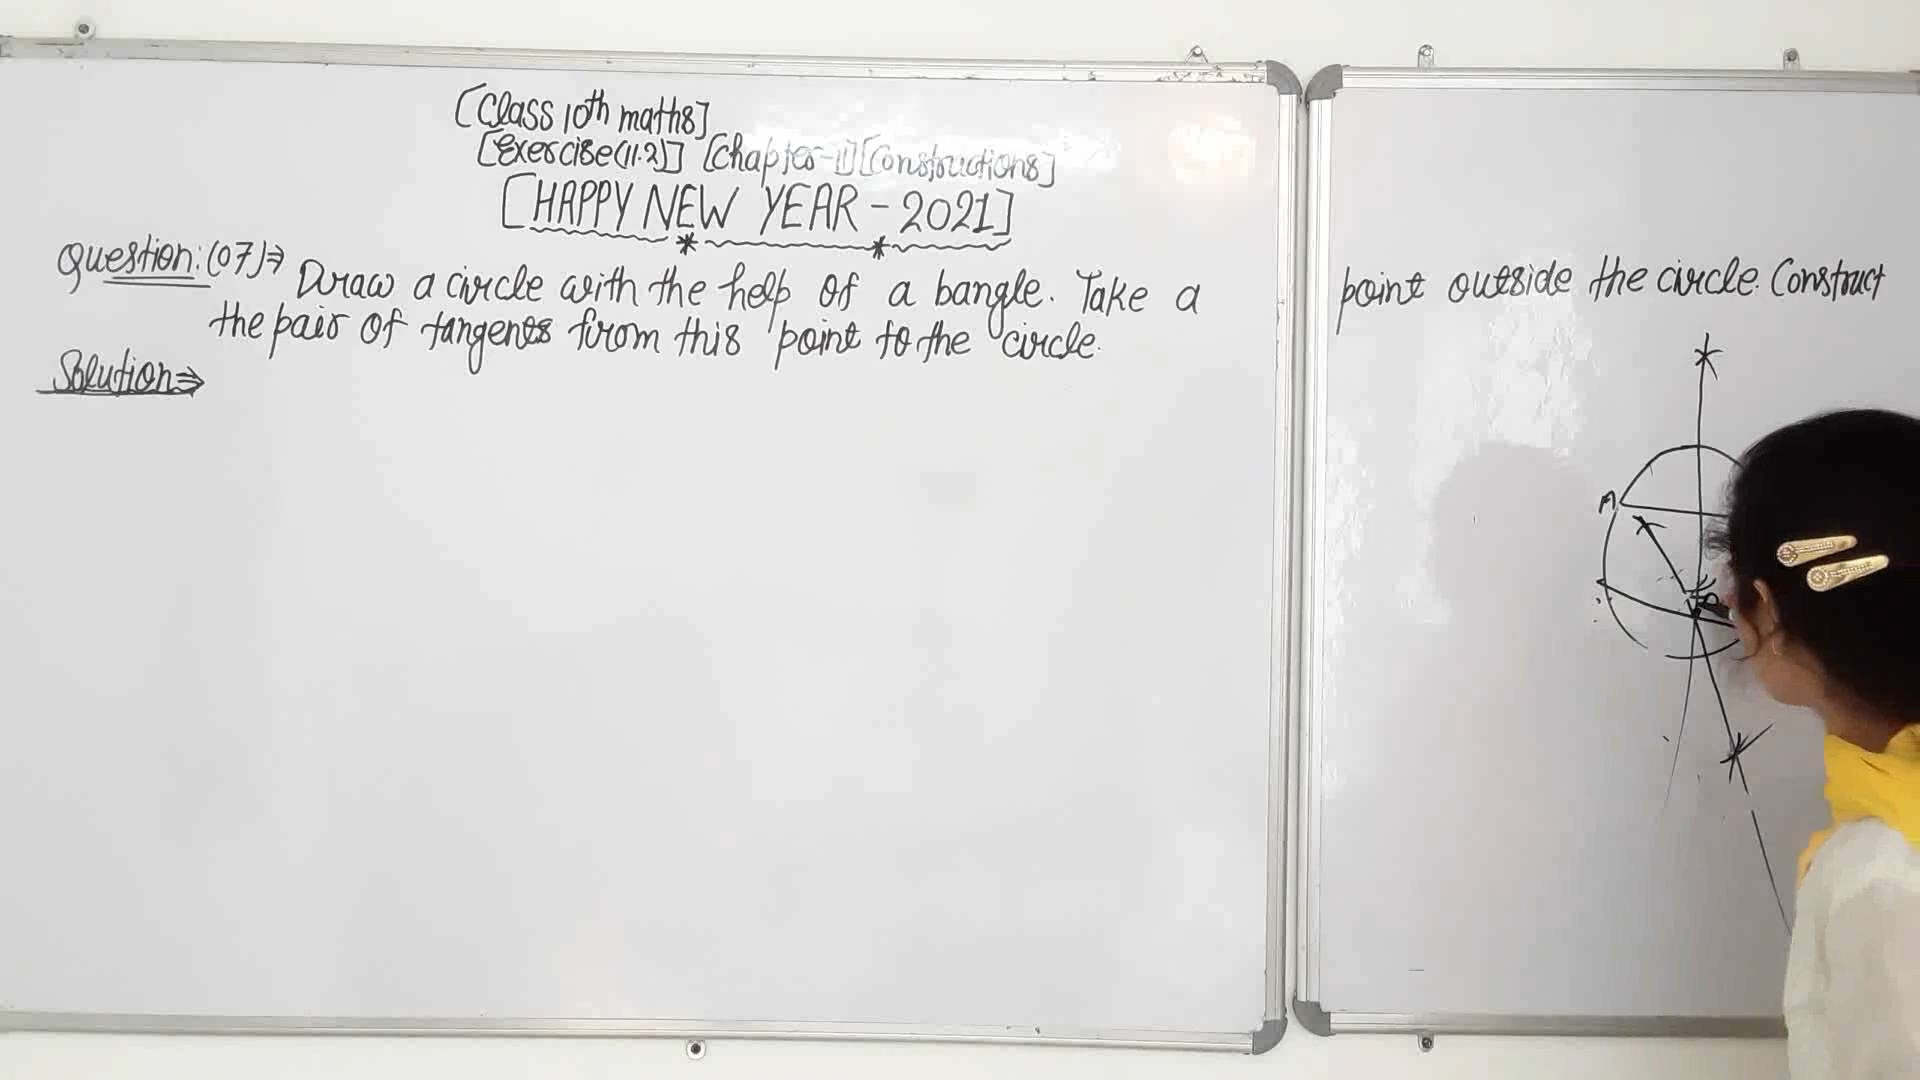 [Class 10th maths]
[Exercise(11.2)] [Chapter-11][Constructions]
[HAPPY NEW YEAR - 2021]
Question:(07)⇒ Draw a circle with the help of a bangle. Take a point outside the circle. Construct
the pair of tangents from this point to the circle.
Solution⇒
A